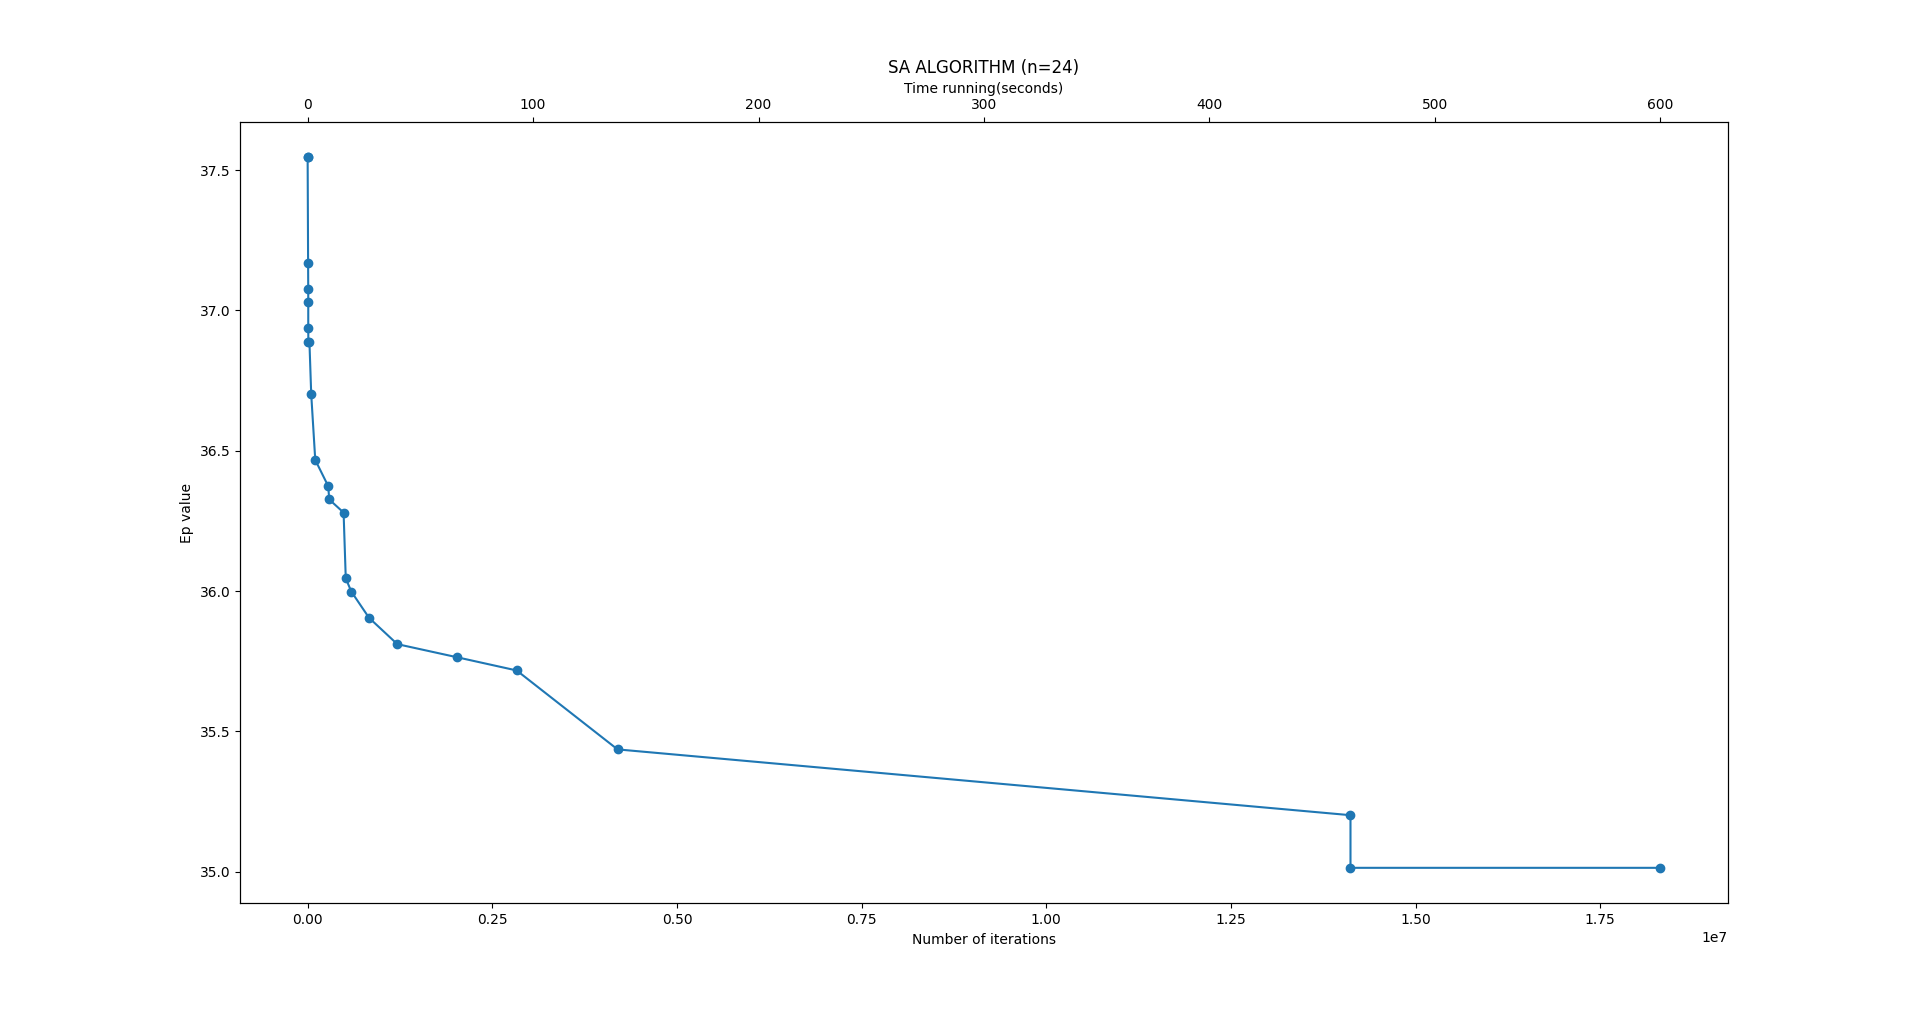 SA ALGORITHM (n=24)
Time running(seconds)
0 100 200 300 400 500 600
37.5
37.0
36.5
36.0
35.5
35.0
Ep value
0.00 0.25 0.50 0.75 1.00 1.25 1.50 1.75
Number of iterations
1e7